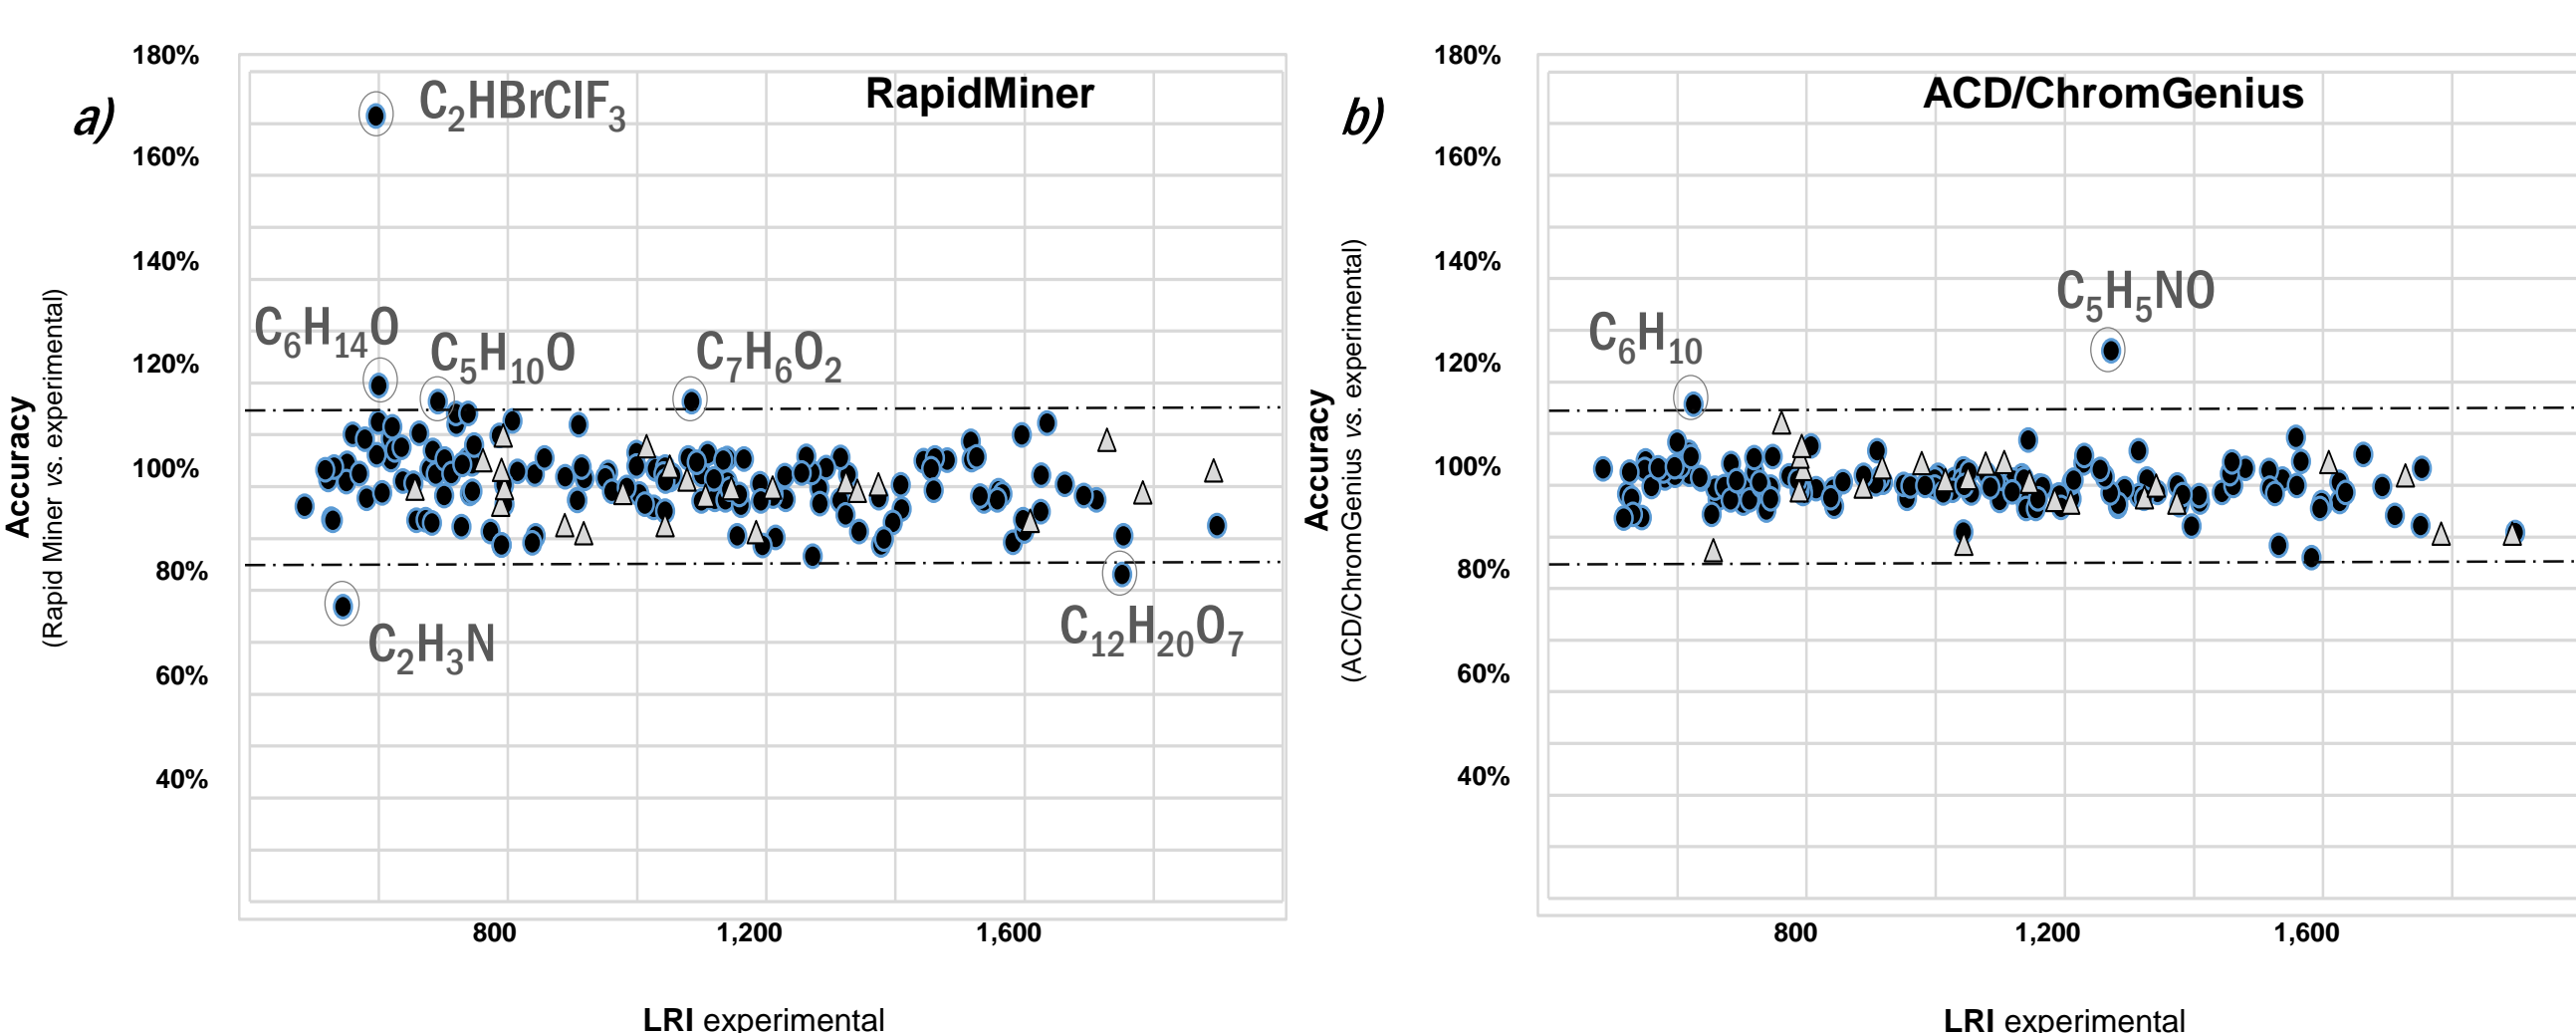 a)
RapidMiner
180%
160%
140%
120%
100%
80%
60%
40%
Accuracy
(Rapid Miner vs. experimental)
C2HBrClF3
C6H14O
C5H10O
C7H6O2
C2H3N
C12H20O7
800
1,200
1,600
LRI experimental
b)
ACD/ChromGenius
180%
160%
140%
120%
100%
80%
60%
40%
Accuracy
(ACD/ChromGenius vs. experimental)
C6H10
C5H5NO
800
1,200
1,600
LRI experimental